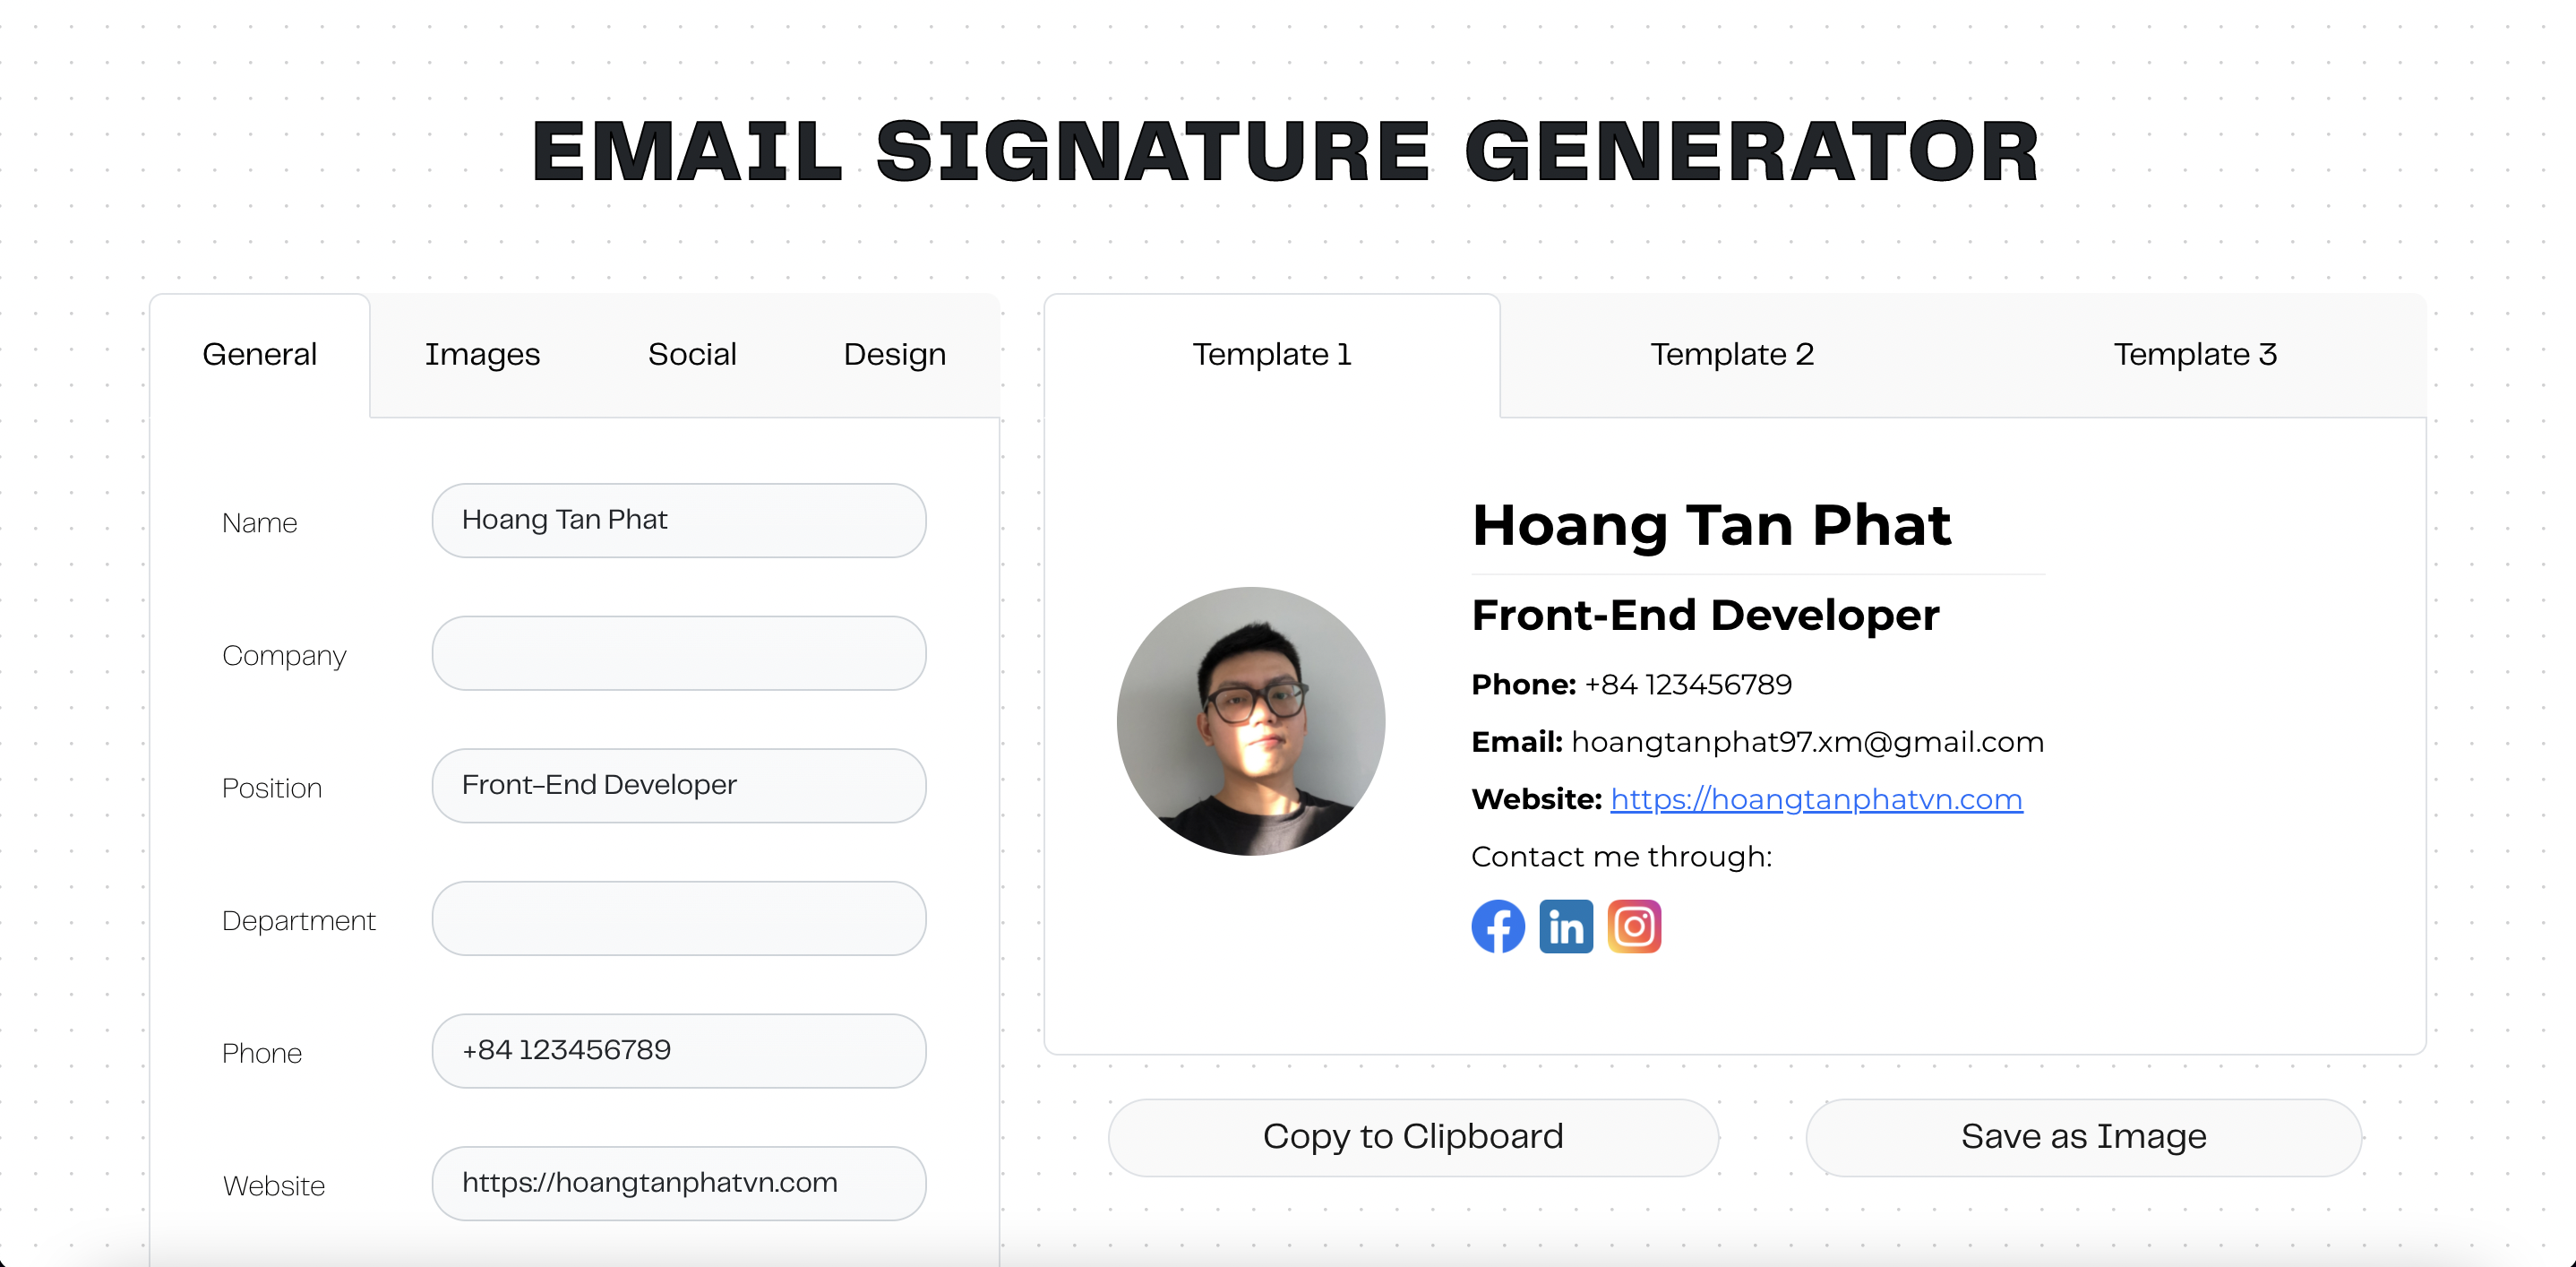 EMAIL SIGNATURE GENERATOR
General Images Social Design
Name Hoang Tan Phat
Company
Position Front-End Developer
Department
Phone +84 123456789
Website https://hoangtanphatvn.com
Template 1 Template 2 Template 3
Hoang Tan Phat
Front-End Developer
Phone: +84 123456789
Email: hoangtanphat97.xm@gmail.com
Website: https://hoangtanphatvn.com
Contact me through:
f in
Copy to Clipboard Save as Image